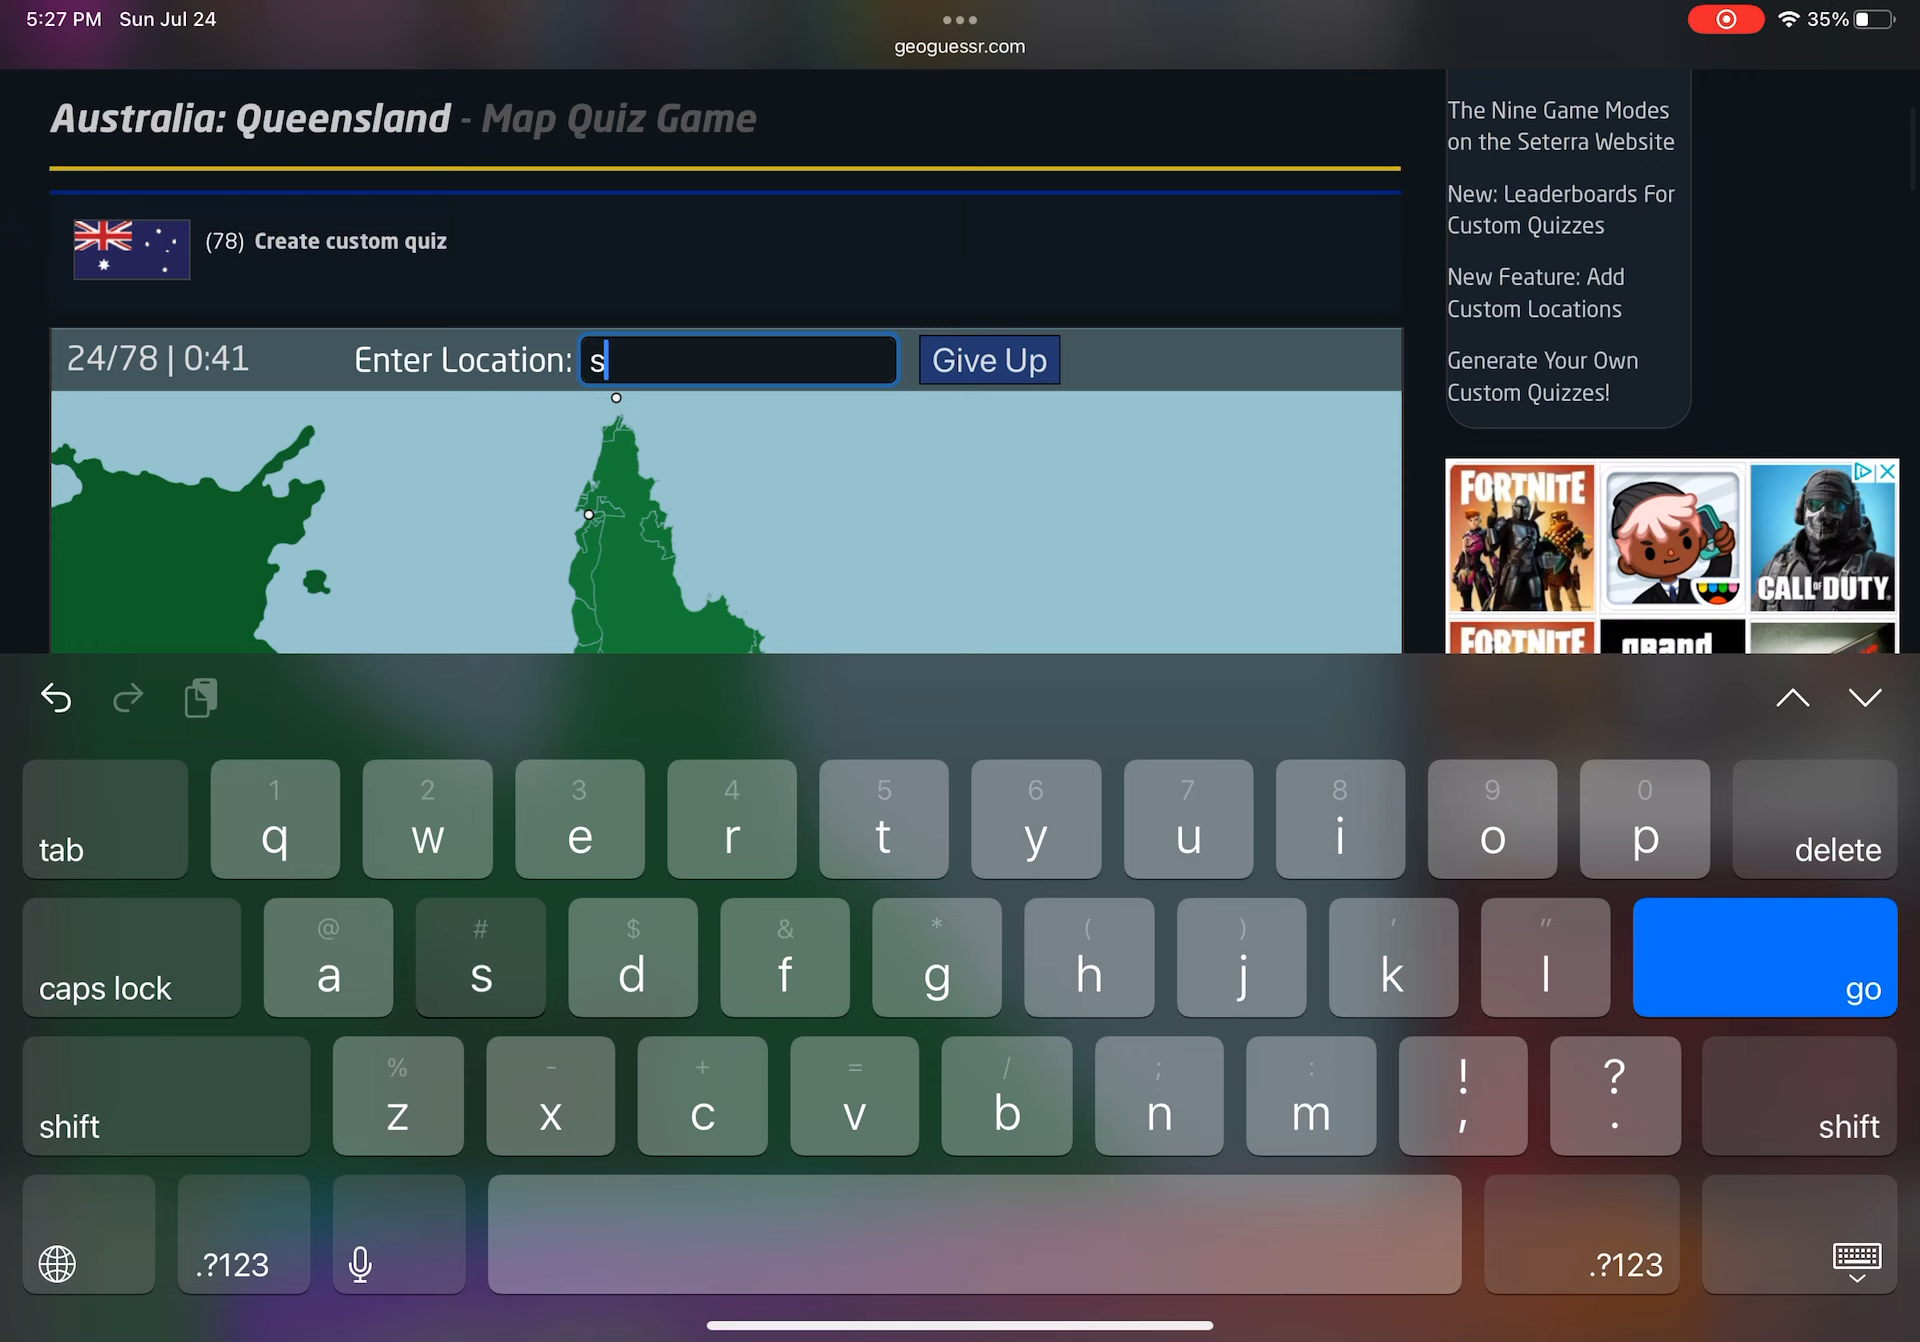 5:27 PM Sun Jul 24
35%
geoguessr.com
Australia: Queensland - Map Quiz Game
(78) Create custom quiz
24/78 | 0:41 Enter Location: s Give Up
The Nine Game Modes
on the Seterra Website
New: Leaderboards For
Custom Quizzes
New Feature: Add
Custom Locations
Generate Your Own
Custom Quizzes!
FORTNITE
CALL OF DUTY
FORTNITE
grand
1 2 3 4 5 6 7 8 9 0
tab q w e r t y u i o p delete
@ # $ & * ( ) ' "
caps lock a s d f g h j k l go
% - + = / ; : ! ?
shift z x c v b n m , . shift
.?123 .?123